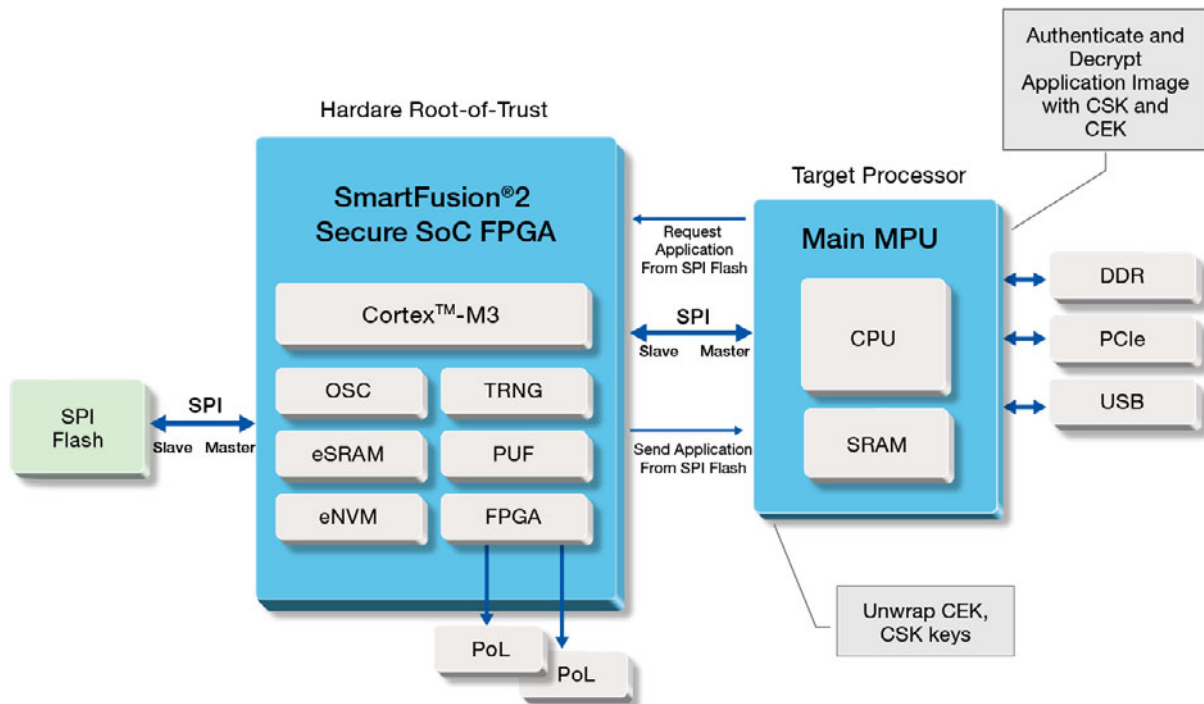 Authenticate and
Decrypt
Application Image
with CSK and
CEK
Hardare Root-of-Trust
Target Processor
SmartFusion®2
Secure SoC FPGA
Main MPU
Request
Application
From SPI Flash
Cortex™-M3
SPI
Slave Master
CPU
DDR
PCIe
USB
OSC
TRNG
SPI
Flash
SPI
Slave Master
eSRAM
PUF
Send Application
From SPI Flash
SRAM
eNVM
FPGA
Unwrap CEK,
CSK keys
PoL
PoL